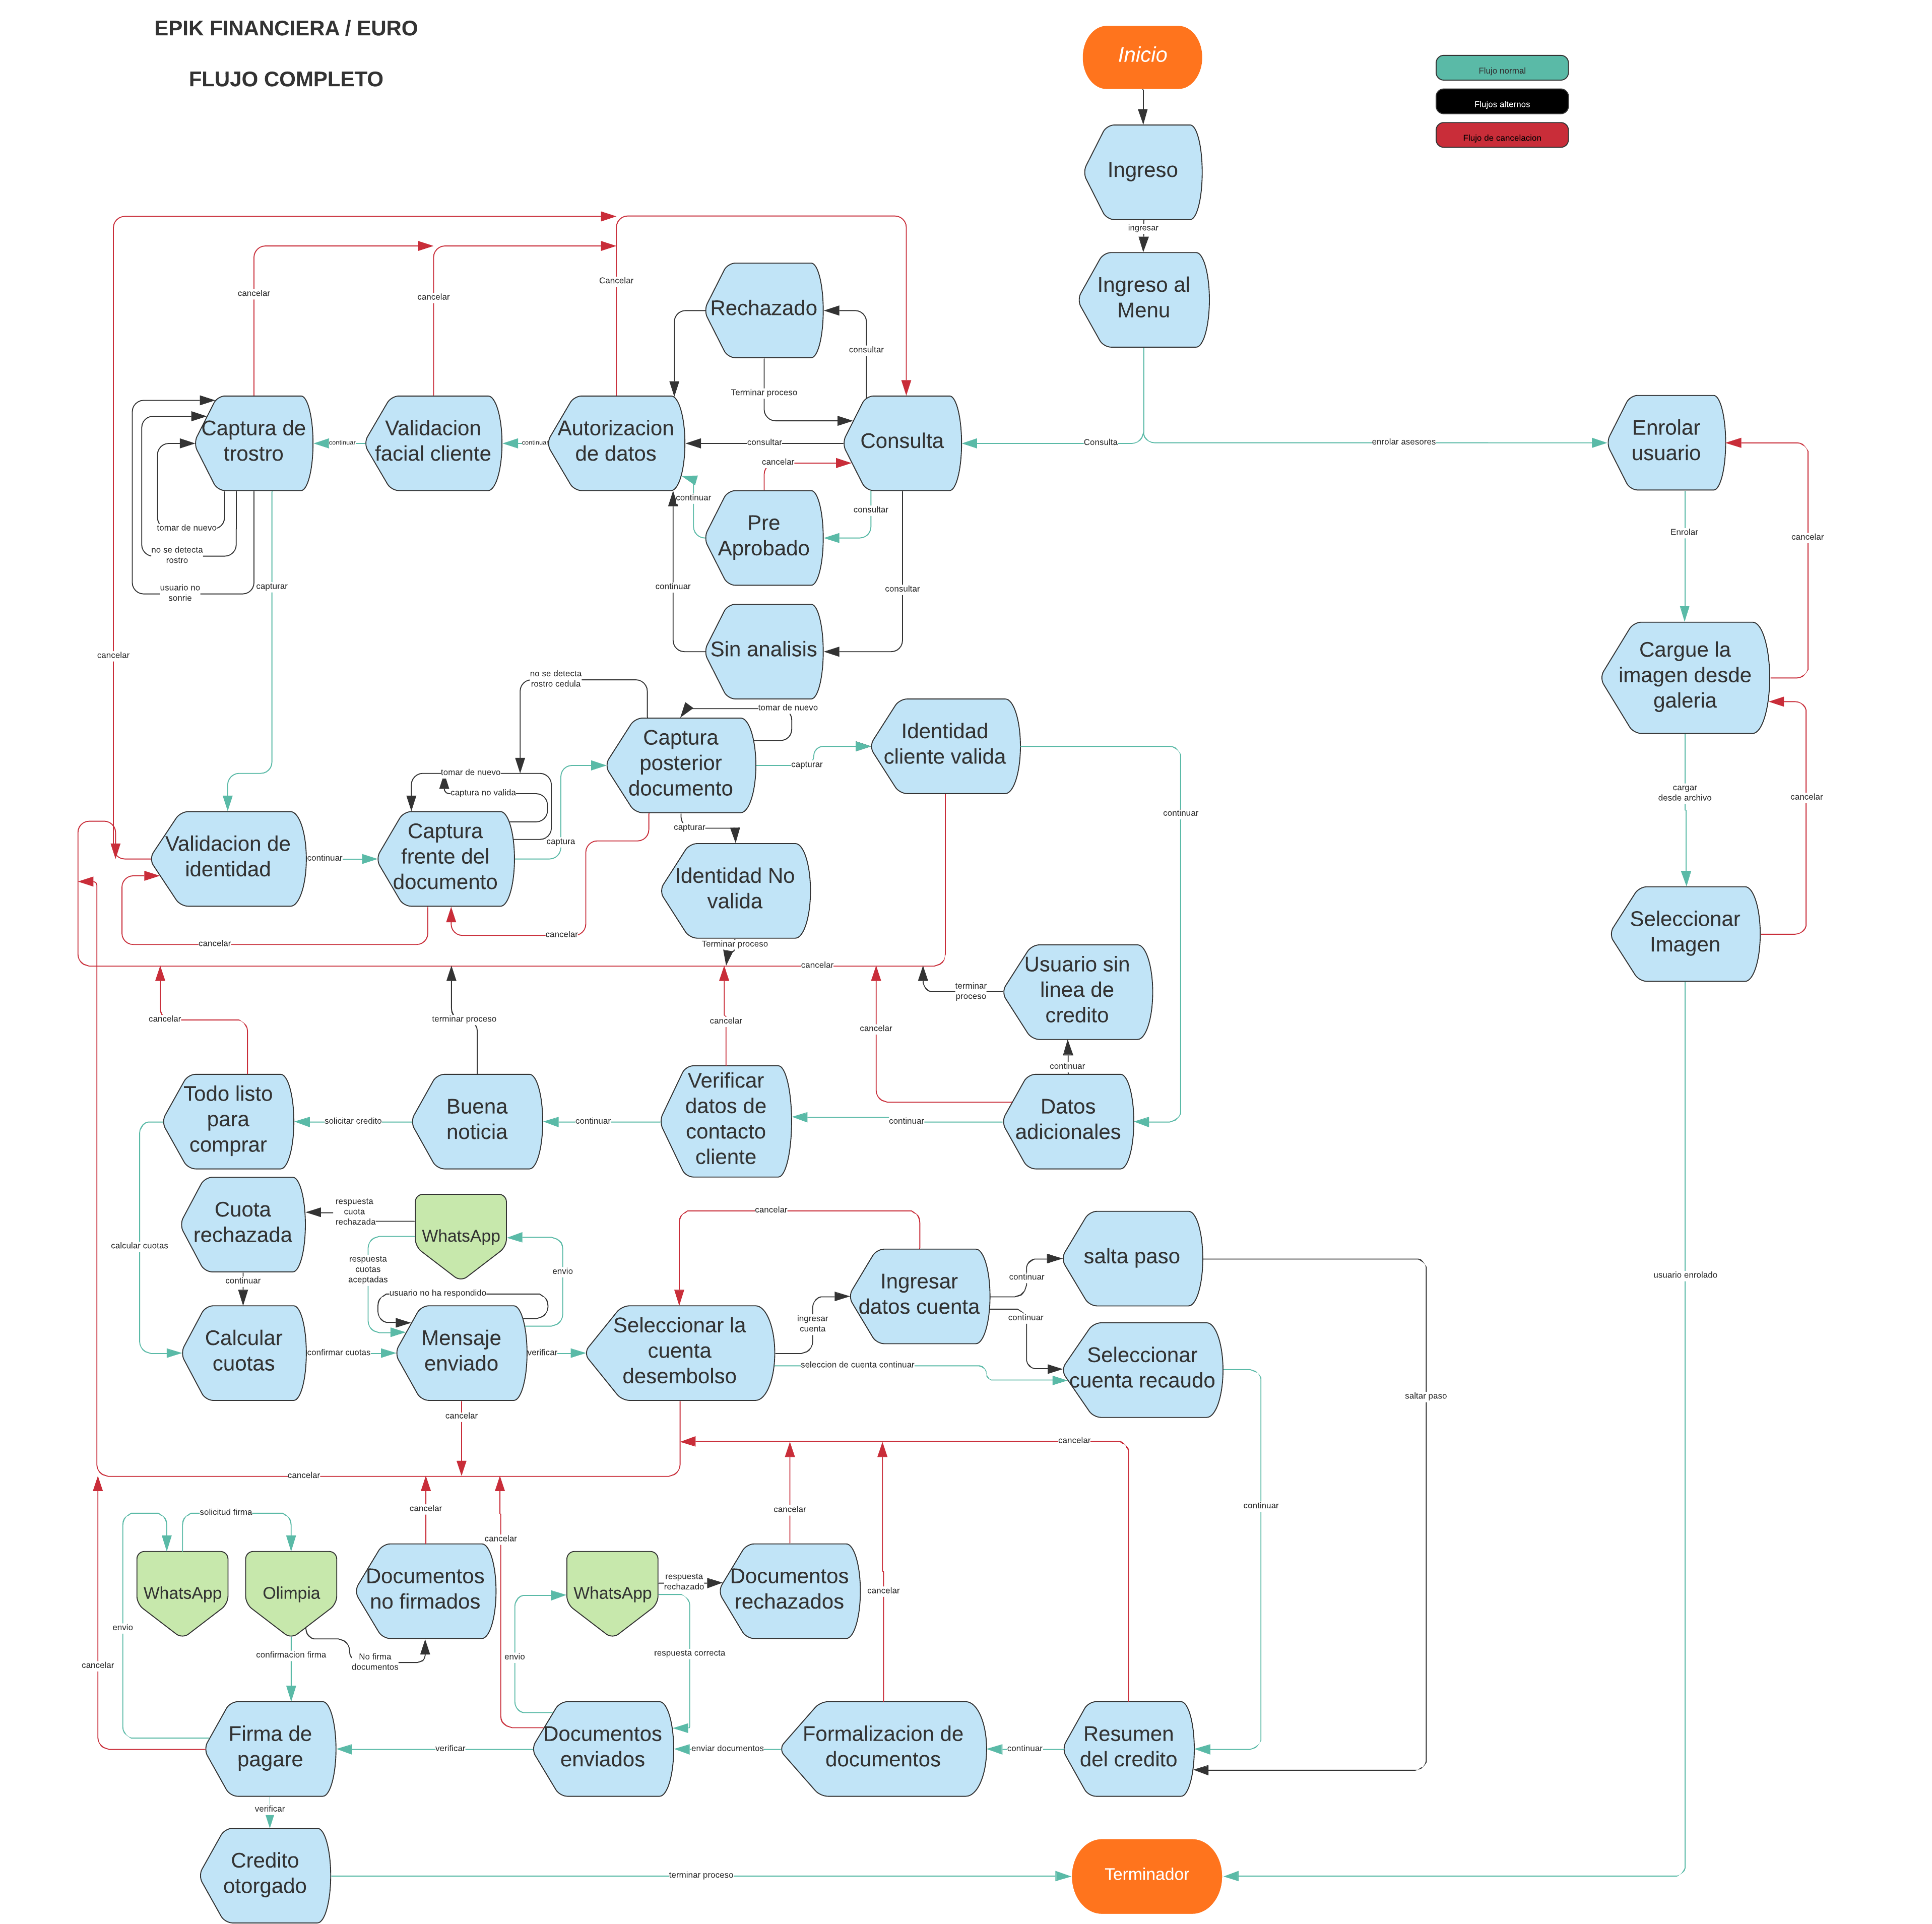 EPIK FINANCIERA / EURO
FLUJO COMPLETO
Inicio
Flujo normal
Flujos alternos
Flujo de cancelacion
Ingreso
ingresar
Ingreso al
Menu
cancelar
cancelar
Cancelar
Rechazado
consultar
Terminar proceso
Captura de
trostro
continuar
Validacion
facial cliente
continuar
Autorizacion
de datos
consultar
Consulta
Consulta
enrolar asesores
Enrolar
usuario
cancelar
continuar
Pre
Aprobado
consultar
tomar de nuevo
no se detecta
rostro
usuario no
sonrie
capturar
continuar
consultar
Enrolar
cancelar
Sin analisis
cancelar
Cargue la
imagen desde
galeria
no se detecta
rostro cedula
tomar de nuevo
Captura
posterior
documento
capturar
Identidad
cliente valida
tomar de nuevo
captura no valida
cargar
desde archivo
cancelar
continuar
Validacion de
identidad
continuar
Captura
frente del
documento
captura
capturar
Identidad No
valida
cancelar
cancelar
Terminar proceso
cancelar
Seleccionar
Imagen
Usuario sin
linea de
credito
terminar
proceso
cancelar
terminar proceso
cancelar
cancelar
continuar
Todo listo
para
comprar
solicitar credito
Buena
noticia
continuar
Verificar
datos de
contacto
cliente
continuar
Datos
adicionales
Cuota
rechazada
respuesta
cuota
rechazada
WhatsApp
cancelar
calcular cuotas
respuesta
cuotas
aceptadas
envio
salta paso
usuario enrolado
continuar
usuario no ha respondido
Ingresar
datos cuenta
continuar
continuar
ingresar
cuenta
Calcular
cuotas
confirmar cuotas
Mensaje
enviado
verificar
Seleccionar la
cuenta
desembolso
seleccion de cuenta continuar
Seleccionar
cuenta recaudo
saltar paso
cancelar
cancelar
cancelar
continuar
solicitud firma
cancelar
cancelar
cancelar
WhatsApp
Olimpia
Documentos
no firmados
WhatsApp
respuesta
rechazado
Documentos
rechazados
cancelar
envio
confirmacion firma
No firma
documentos
envio
respuesta correcta
cancelar
Firma de
pagare
verificar
Documentos
enviados
enviar documentos
Formalizacion de
documentos
continuar
Resumen
del credito
verificar
Credito
otorgado
terminar proceso
Terminador